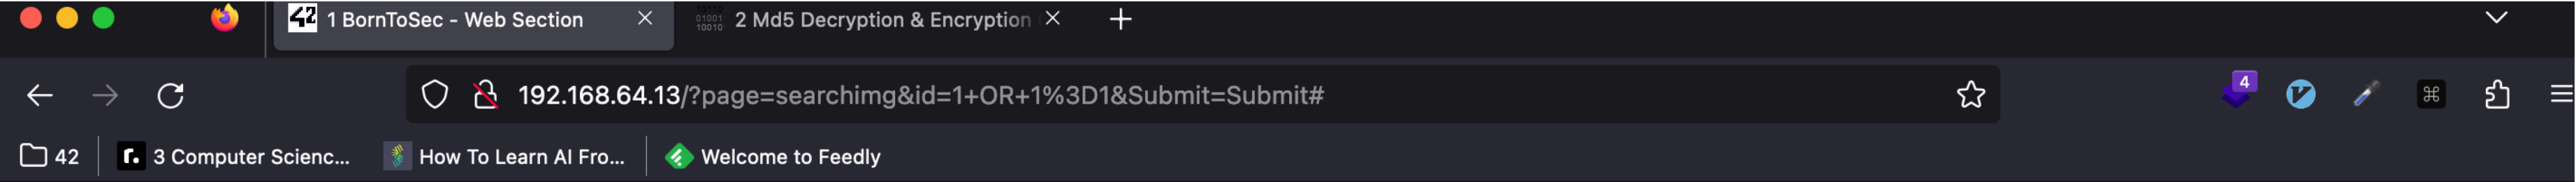 42 1 BornToSec - Web Section 2 Md5 Decryption & Encryption
192.168.64.13/?page=searchimg&id=1+OR+1%3D1&Submit=Submit# 4
42 r. 3 Computer Scienc... How To Learn AI Fro... Welcome to Feedly